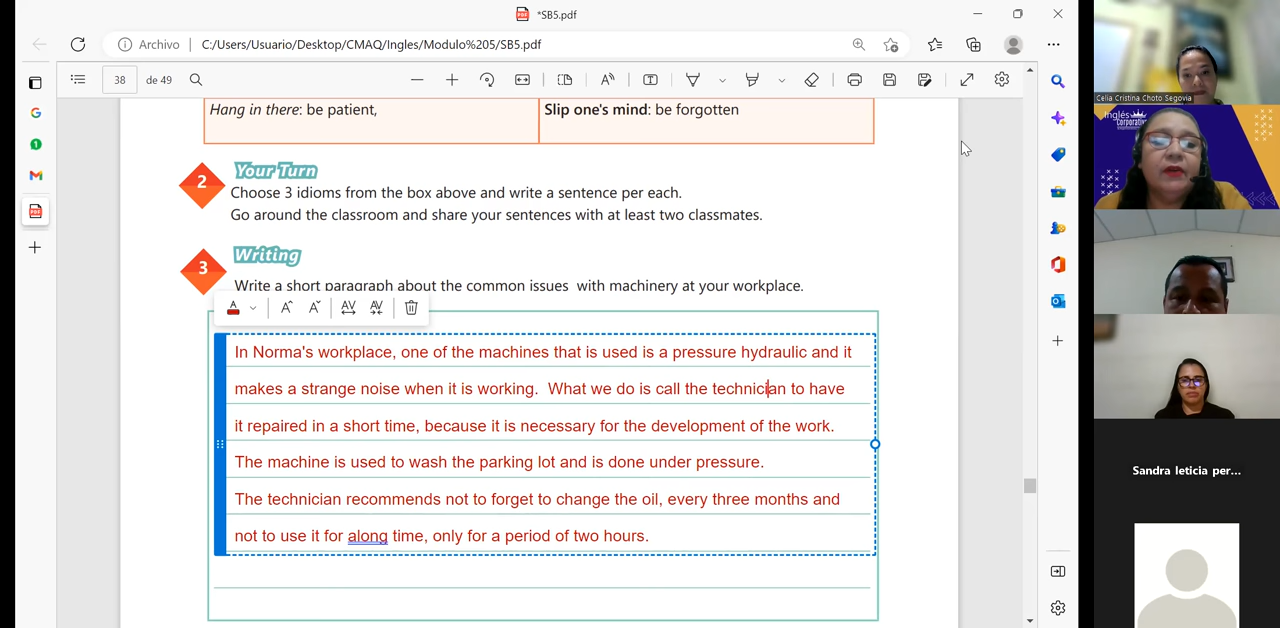 *SB5.pdf
Archivo
C:/Users/Usuario/Desktop/CMAQ/Ingles/Modulo%205/SB5.pdf
38 de 49
Hang in there: be patient,
Slip one's mind: be forgotten
2 Your Turn
Choose 3 idioms from the box above and write a sentence per each.
Go around the classroom and share your sentences with at least two classmates.
3 Writing
Write a short paragraph about the common issues with machinery at your workplace.
In Norma's workplace, one of the machines that is used is a pressure hydraulic and it
makes a strange noise when it is working. What we do is call the technician to have
it repaired in a short time, because it is necessary for the development of the work.
The machine is used to wash the parking lot and is done under pressure.
The technician recommends not to forget to change the oil, every three months and
not to use it for along time, only for a period of two hours.
Celia Cristina Choto Segovia
Inglés
Corporativo
Sandra leticia per...